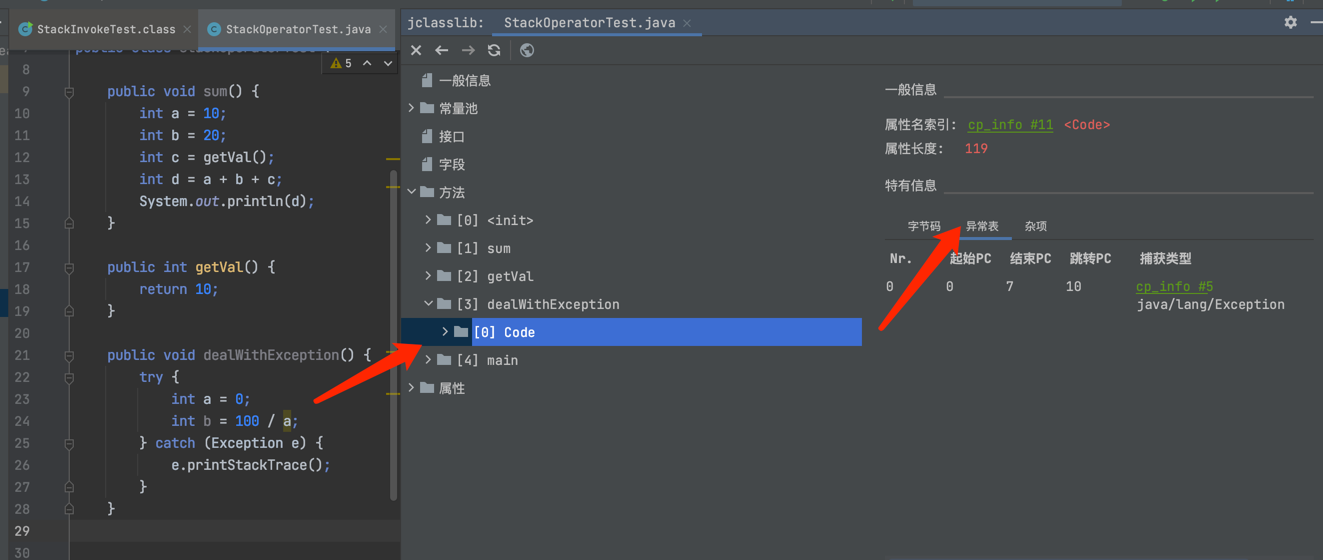 StackInvokeTest.class
StackOperatorTest.java
5
8
9 public void sum() {
10 int a = 10;
11 int b = 20;
12 int c = getVal();
13 int d = a + b + c;
14 System.out.println(d);
15 }
16
17 public int getVal() {
18 return 10;
19 }
20
21 public void dealWithException() {
22 try {
23 int a = 0;
24 int b = 100 / a;
25 } catch (Exception e) {
26 e.printStackTrace();
27 }
28 }
29
30
jclasslib: StackOperatorTest.java
一般信息
常量池
接口
字段
方法
[0] <init>
[1] sum
[2] getVal
[3] dealWithException
[0] Code
[4] main
属性
一般信息
属性名索引: cp_info #11 <Code>
属性长度: 119
特有信息
字节码 异常表 杂项
Nr. 起始PC 结束PC 跳转PC 捕获类型
0 0 7 10 cp_info #5
java/lang/Exception